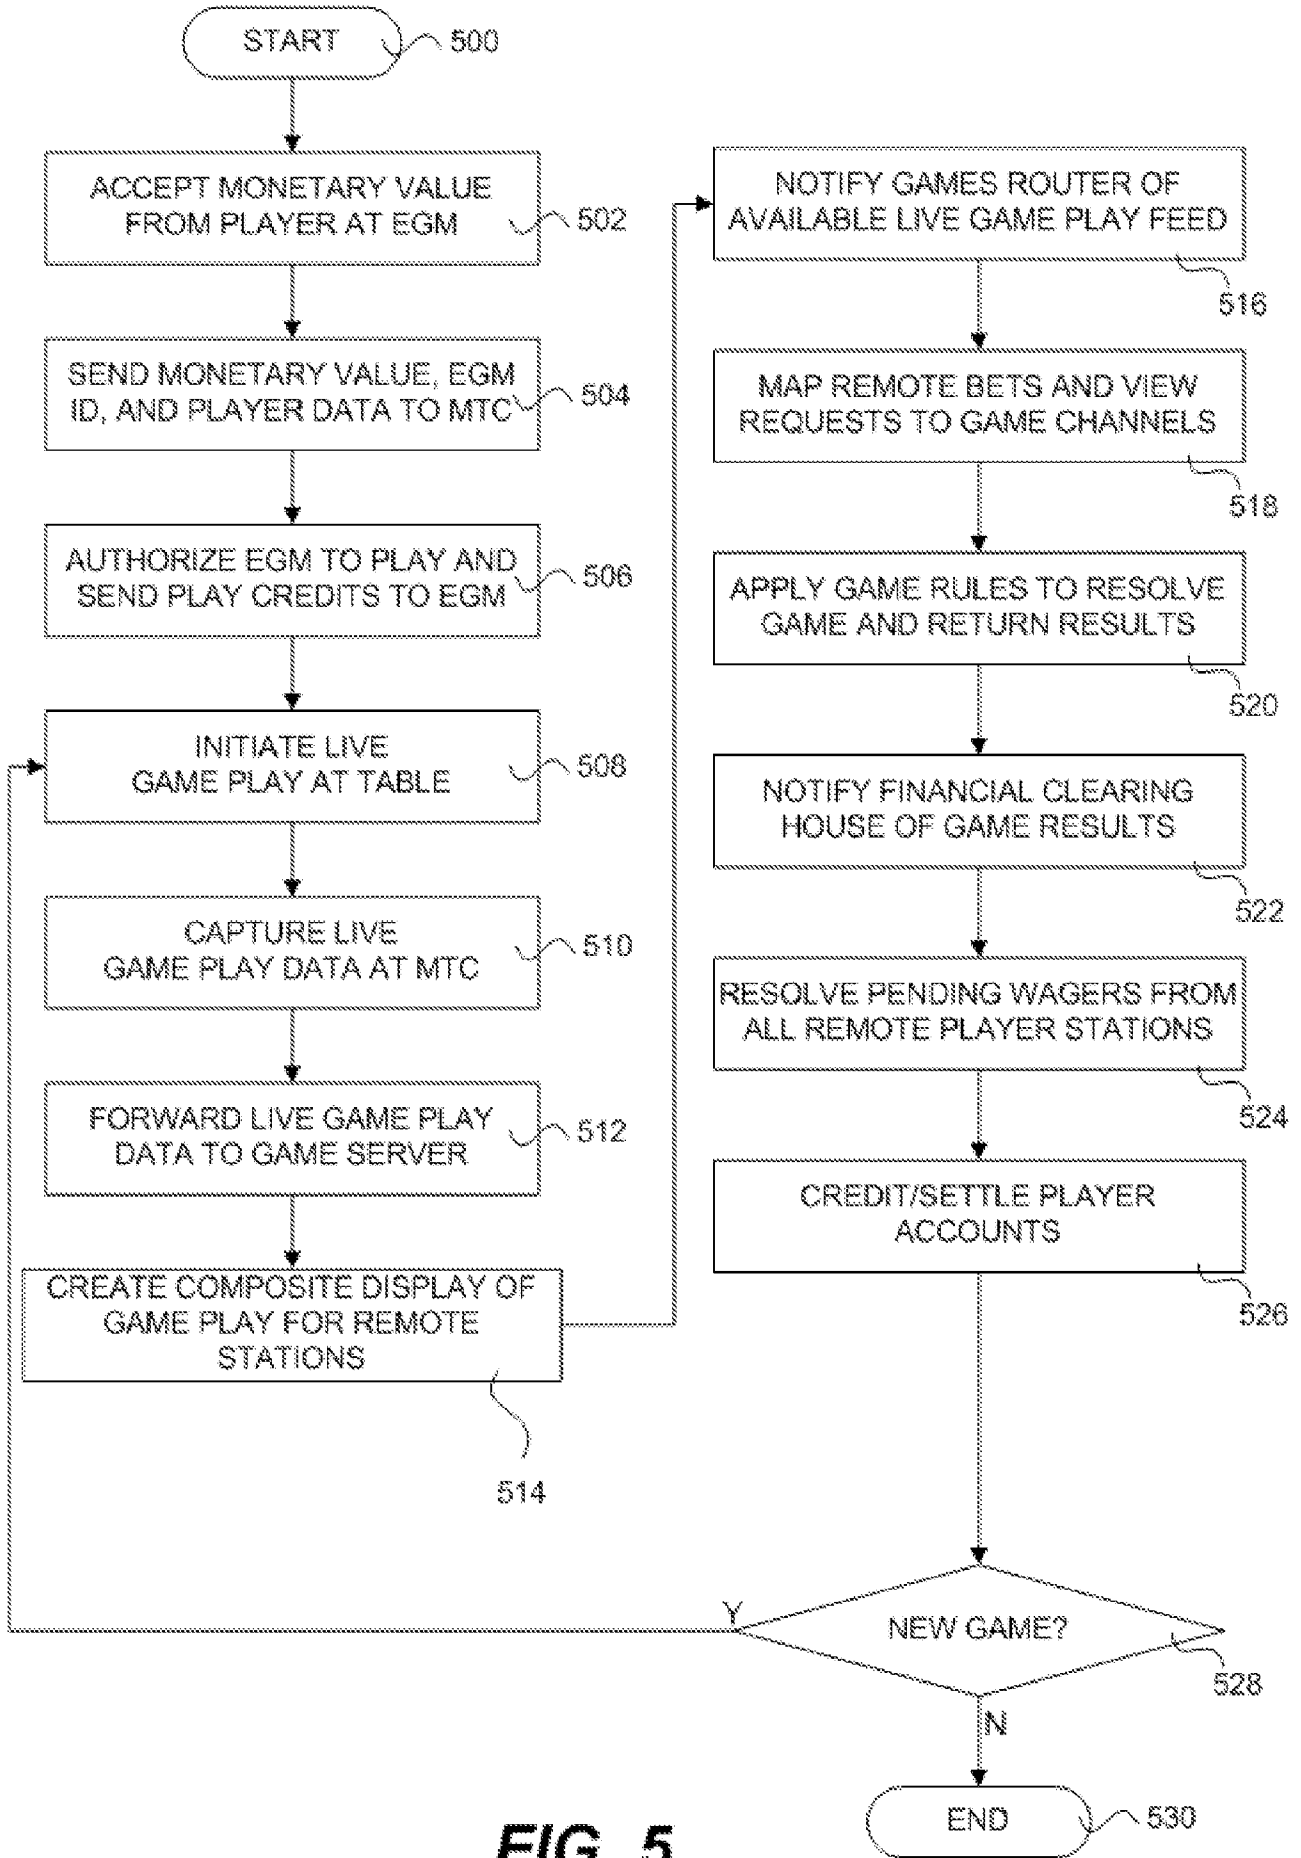 START
500
ACCEPT MONETARY VALUE
FROM PLAYER AT EGM
502
SEND MONETARY VALUE, EGM
ID, AND PLAYER DATA TO MTC
504
AUTHORIZE EGM TO PLAY AND
SEND PLAY CREDITS TO EGM
506
INITIATE LIVE
GAME PLAY AT TABLE
508
CAPTURE LIVE
GAME PLAY DATA AT MTC
510
FORWARD LIVE GAME PLAY
DATA TO GAME SERVER
512
CREATE COMPOSITE DISPLAY OF
GAME PLAY FOR REMOTE
STATIONS
514
NOTIFY GAMES ROUTER OF
AVAILABLE LIVE GAME PLAY FEED
516
MAP REMOTE BETS AND VIEW
REQUESTS TO GAME CHANNELS
518
APPLY GAME RULES TO RESOLVE
GAME AND RETURN RESULTS
520
NOTIFY FINANCIAL CLEARING
HOUSE OF GAME RESULTS
522
RESOLVE PENDING WAGERS FROM
ALL REMOTE PLAYER STATIONS
524
CREDIT/SETTLE PLAYER
ACCOUNTS
526
Y
NEW GAME?
528
N
END
530
FIG. 5